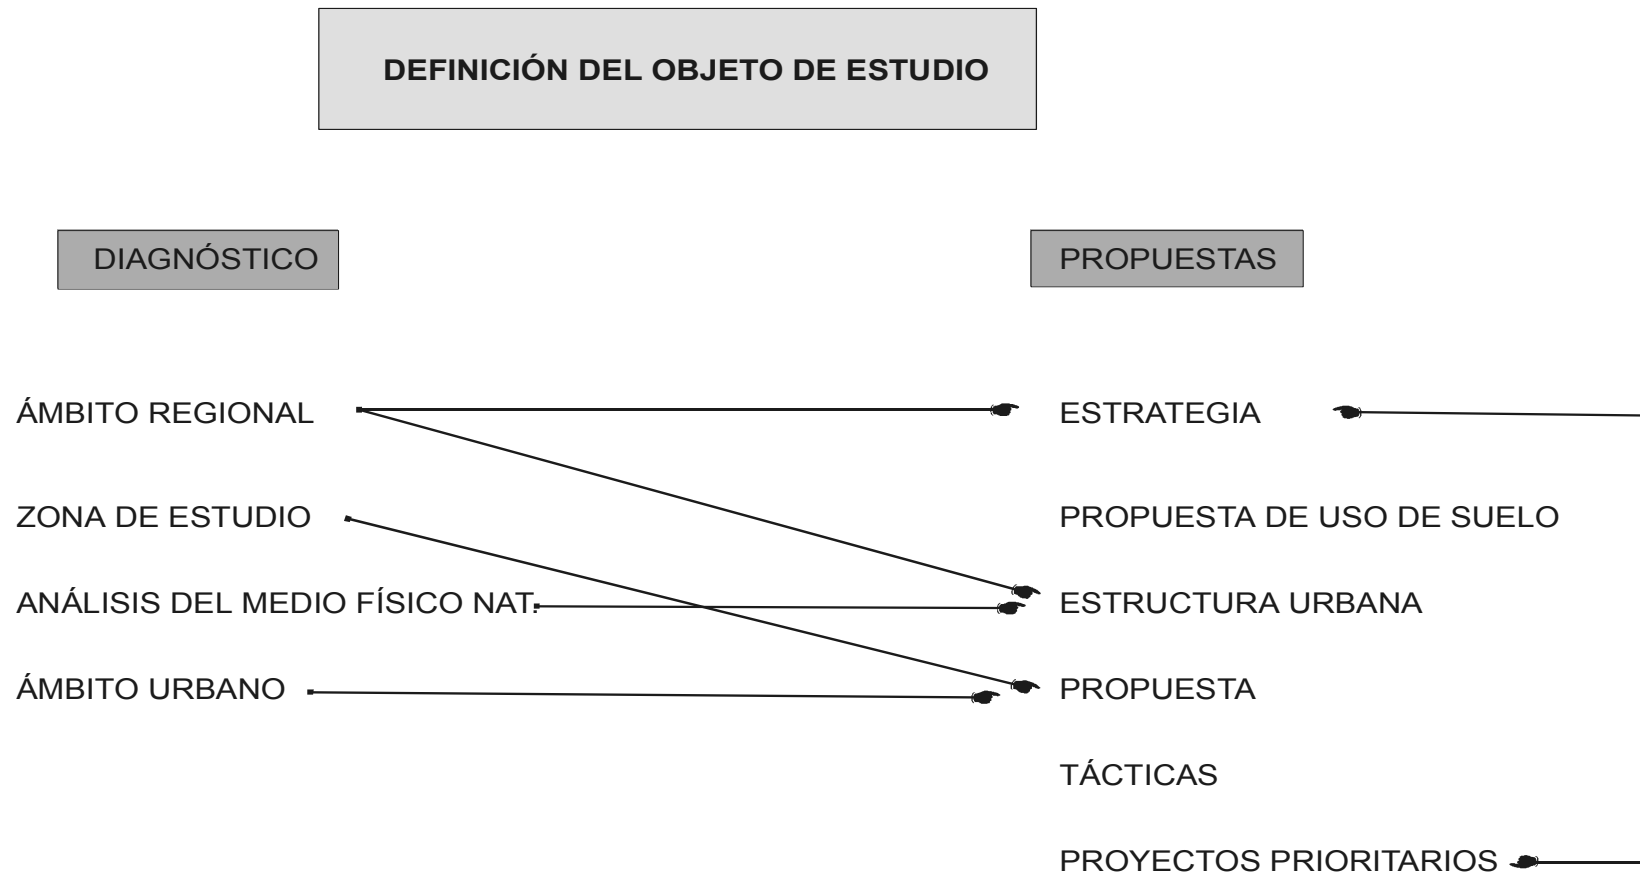 DEFINICIÓN DEL OBJETO DE ESTUDIO
DIAGNÓSTICO
PROPUESTAS
ÁMBITO REGIONAL
ESTRATEGIA
ZONA DE ESTUDIO
PROPUESTA DE USO DE SUELO
ANÁLISIS DEL MEDIO FÍSICO NAT.
ESTRUCTURA URBANA
ÁMBITO URBANO
PROPUESTA
TÁCTICAS
PROYECTOS PRIORITARIOS